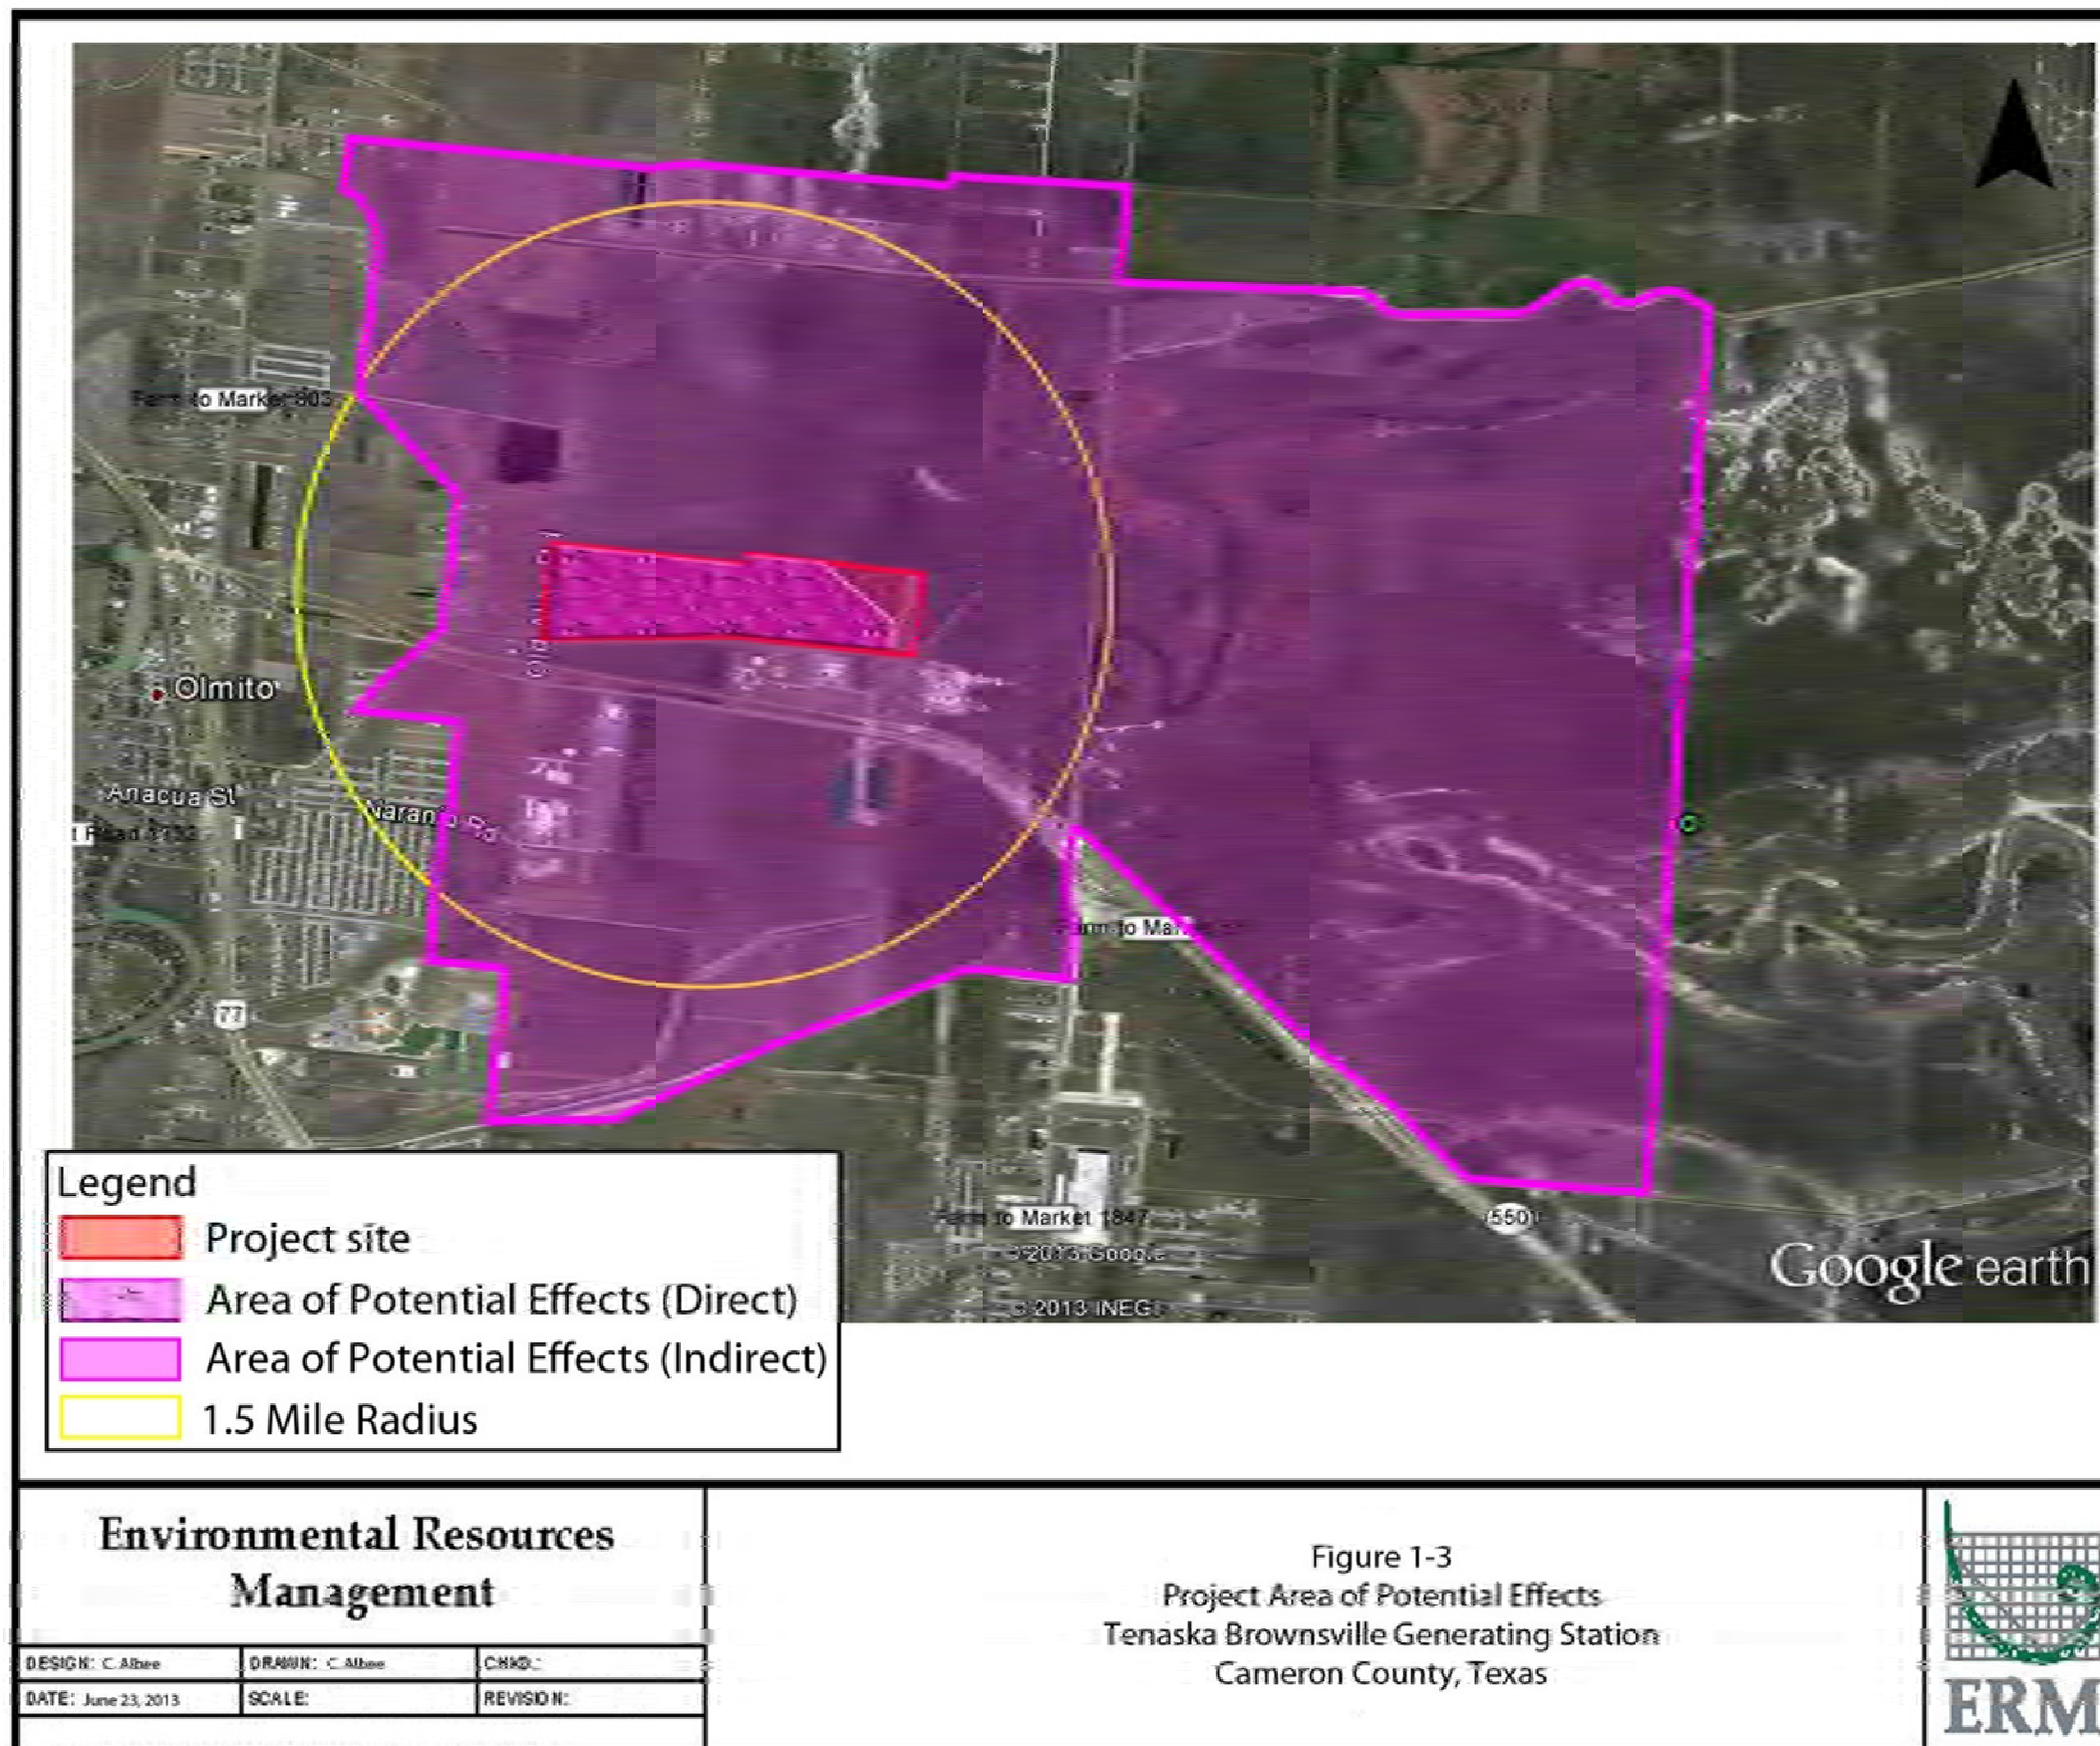 Farm to Market 803
Olmito
Anacua St
Naranjo Rd
77
Farm to Mar
Farm to Market 1847
550
© 2013 Google
© 2013 INEGI
Google earth
Legend
Project site
Area of Potential Effects (Direct)
Area of Potential Effects (Indirect)
1.5 Mile Radius
Environmental Resources
Management
DESIGN: C. Albee
DRAWN: C. Albee
CHKD.:
DATE: June 23, 2013
SCALE:
REVISION:
Figure 1-3
Project Area of Potential Effects
Tenaska Brownsville Generating Station
Cameron County, Texas
ERM